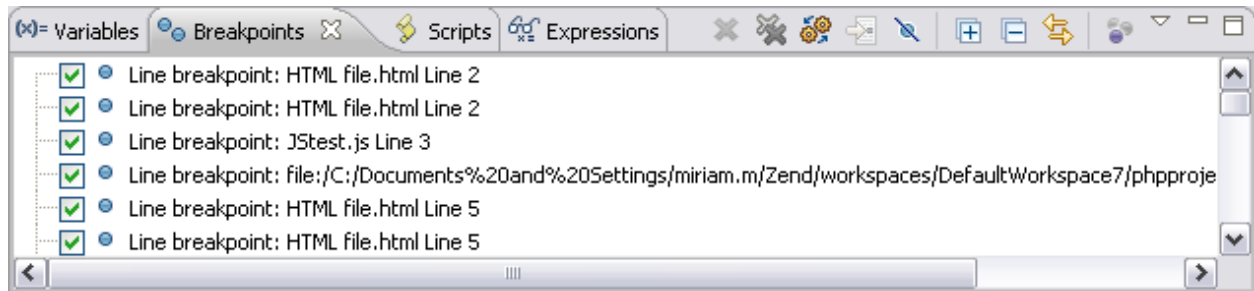 (x)= Variables Breakpoints Scripts Expressions
Line breakpoint: HTML file.html Line 2
Line breakpoint: HTML file.html Line 2
Line breakpoint: JStest.js Line 3
Line breakpoint: file:/C:/Documents%20and%20Settings/miriam.m/Zend/workspaces/DefaultWorkspace7/phpproje
Line breakpoint: HTML file.html Line 5
Line breakpoint: HTML file.html Line 5